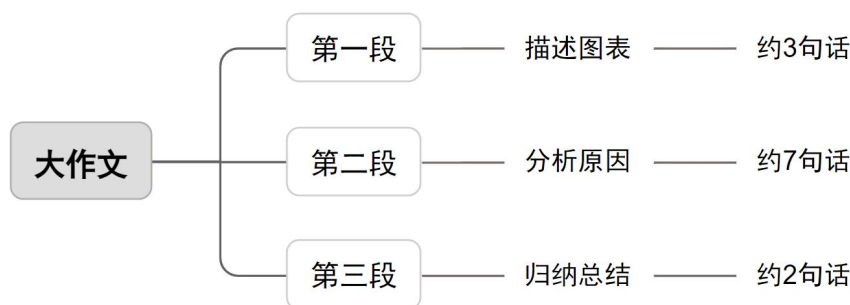 大作文
第一段 描述图表 约3句话
第二段 分析原因 约7句话
第三段 归纳总结 约2句话